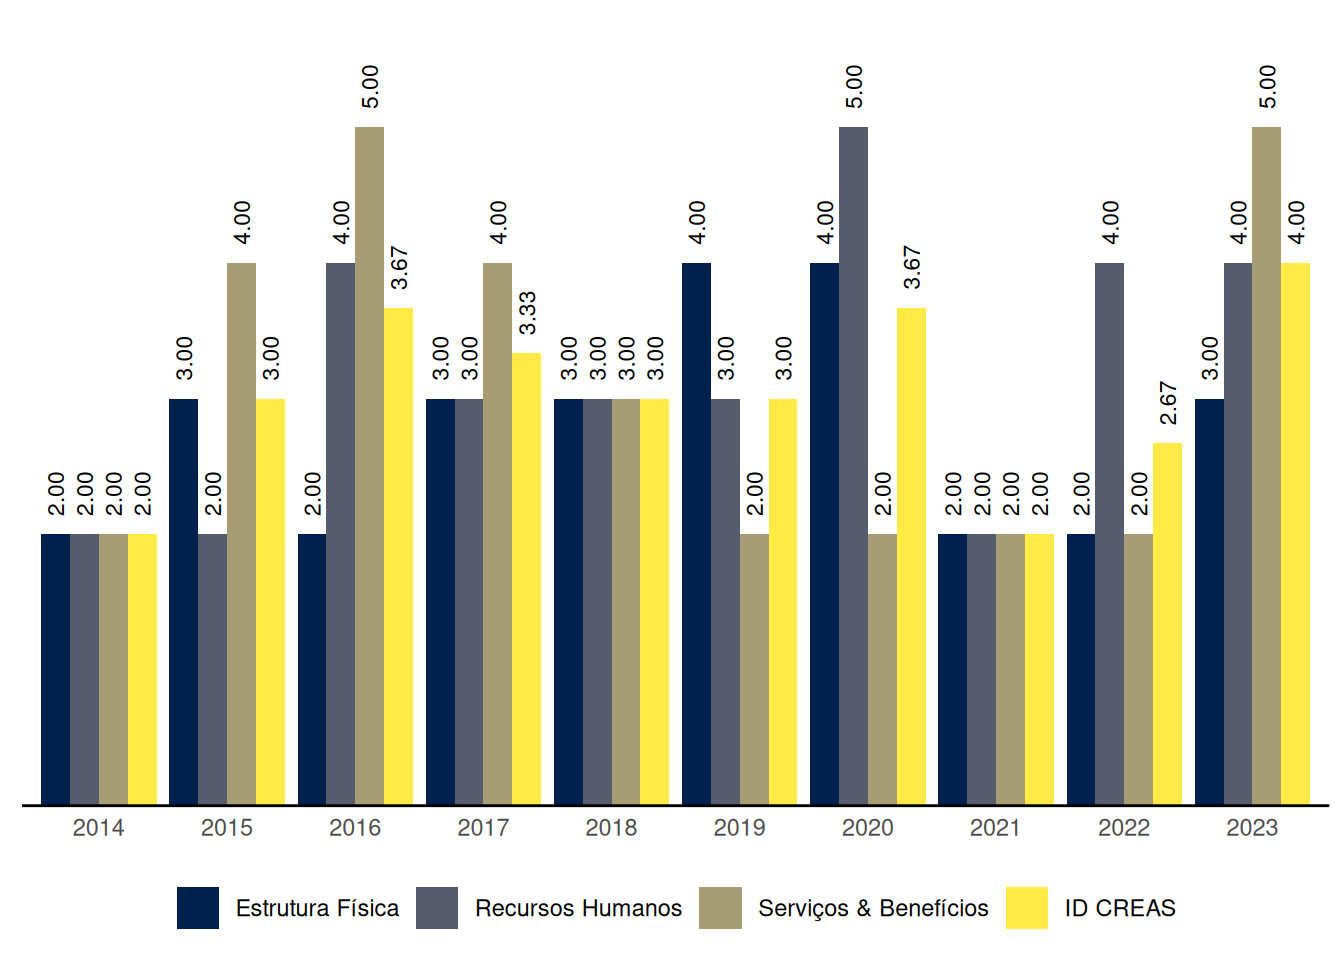 5.00 5.00 5.00
4.00 4.00 4.00 4.00 4.00 4.00 4.00 4.00
3.67 3.67
3.33
3.00 3.00 3.00 3.00 3.00 3.00 3.00 3.00 3.00 3.00 3.00
2.67
2.00 2.00 2.00 2.00 2.00 2.00 2.00 2.00 2.00 2.00 2.00 2.00 2.00 2.00
2014 2015 2016 2017 2018 2019 2020 2021 2022 2023
Estrutura Física Recursos Humanos Serviços & Benefícios ID CREAS